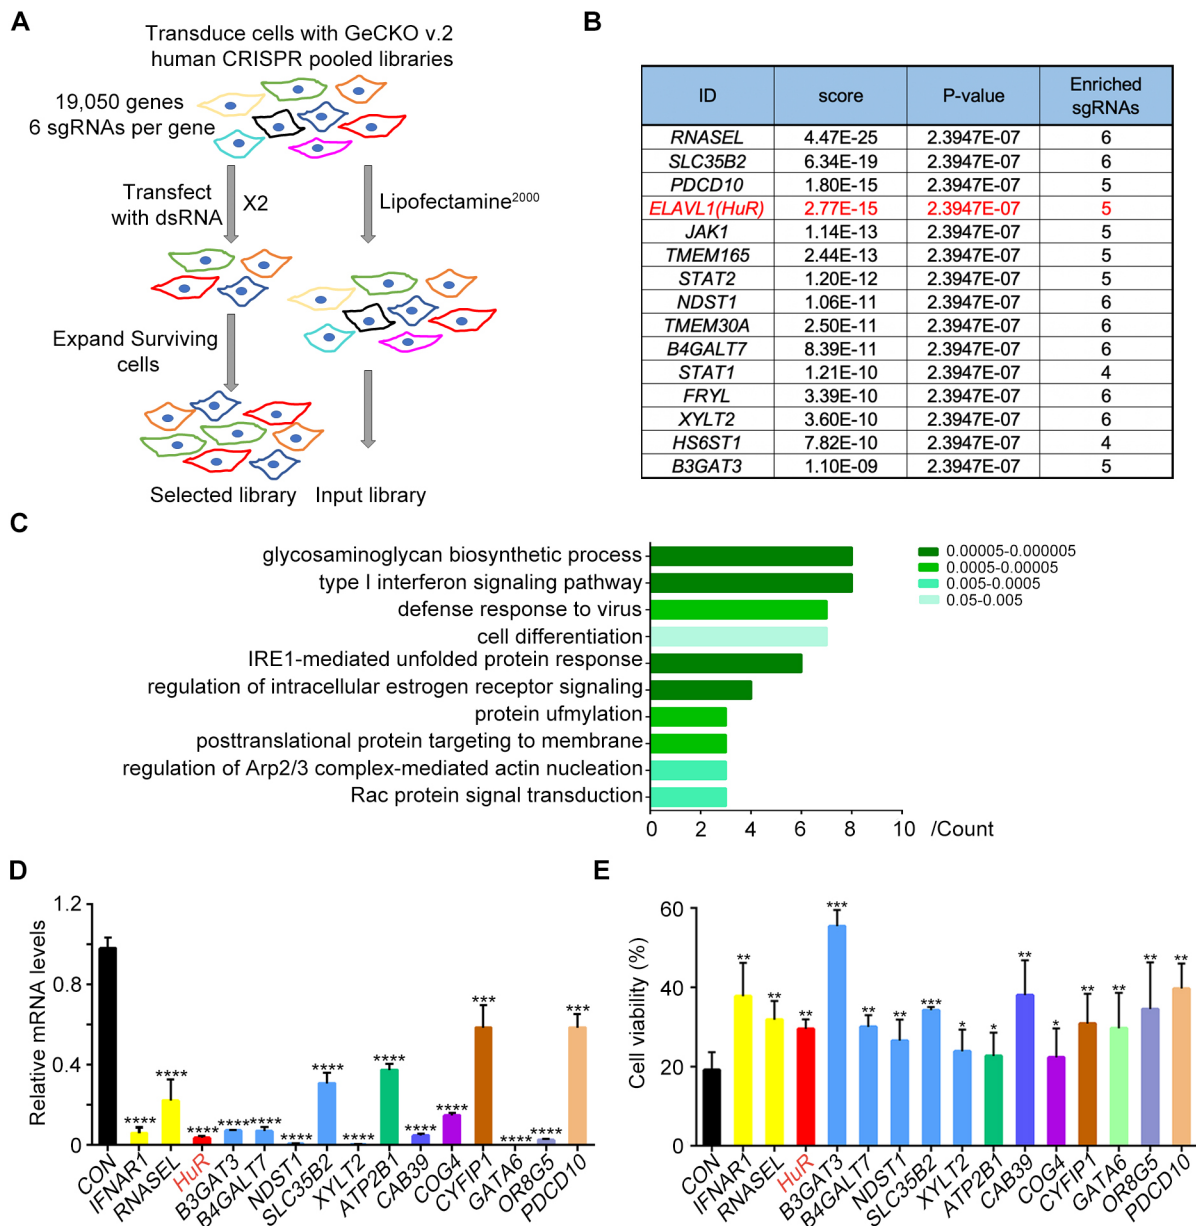 A
Transduce cells with GeCKO v.2
human CRISPR pooled libraries
19,050 genes
6 sgRNAs per gene
Transfect
with dsRNA
X2
Lipofectamine2000
Expand Surviving
cells
Selected library
Input library
B
ID score P-value Enriched sgRNAs
RNASEL 4.47E-25 2.3947E-07 6
SLC35B2 6.34E-19 2.3947E-07 6
PDCD10 1.80E-15 2.3947E-07 5
ELAVL1(HuR) 2.77E-15 2.3947E-07 5
JAK1 1.14E-13 2.3947E-07 5
TMEM165 2.44E-13 2.3947E-07 5
STAT2 1.20E-12 2.3947E-07 5
NDST1 1.06E-11 2.3947E-07 6
TMEM30A 2.50E-11 2.3947E-07 6
B4GALT7 8.39E-11 2.3947E-07 6
STAT1 1.21E-10 2.3947E-07 4
FRYL 3.39E-10 2.3947E-07 6
XYLT2 3.60E-10 2.3947E-07 6
HS6ST1 7.82E-10 2.3947E-07 4
B3GAT3 1.10E-09 2.3947E-07 5
C
glycosaminoglycan biosynthetic process
type I interferon signaling pathway
defense response to virus
cell differentiation
IRE1-mediated unfolded protein response
regulation of intracellular estrogen receptor signaling
protein ufmylation
posttranslational protein targeting to membrane
regulation of Arp2/3 complex-mediated actin nucleation
Rac protein signal transduction
0 2 4 6 8 10 /Count
0.00005-0.000005
0.0005-0.00005
0.005-0.0005
0.05-0.005
D
Relative mRNA levels
1.2
0.8
0.4
0
**** **** **** **** **** **** **** **** **** **** **** *** **** **** ***
CON IFNAR1 RNASEL HuR B3GAT3 B4GALT7 NDST1 SLC35B2 XYLT2 ATP2B1 CAB39 COG4 CYFIP1 GATA6 OR8G5 PDCD10
E
Cell viability (%)
60
40
20
0
** ** ** *** ** ** *** * * ** * ** ** ** **
CON IFNAR1 RNASEL HuR B3GAT3 B4GALT7 NDST1 SLC35B2 XYLT2 ATP2B1 CAB39 COG4 CYFIP1 GATA6 OR8G5 PDCD10